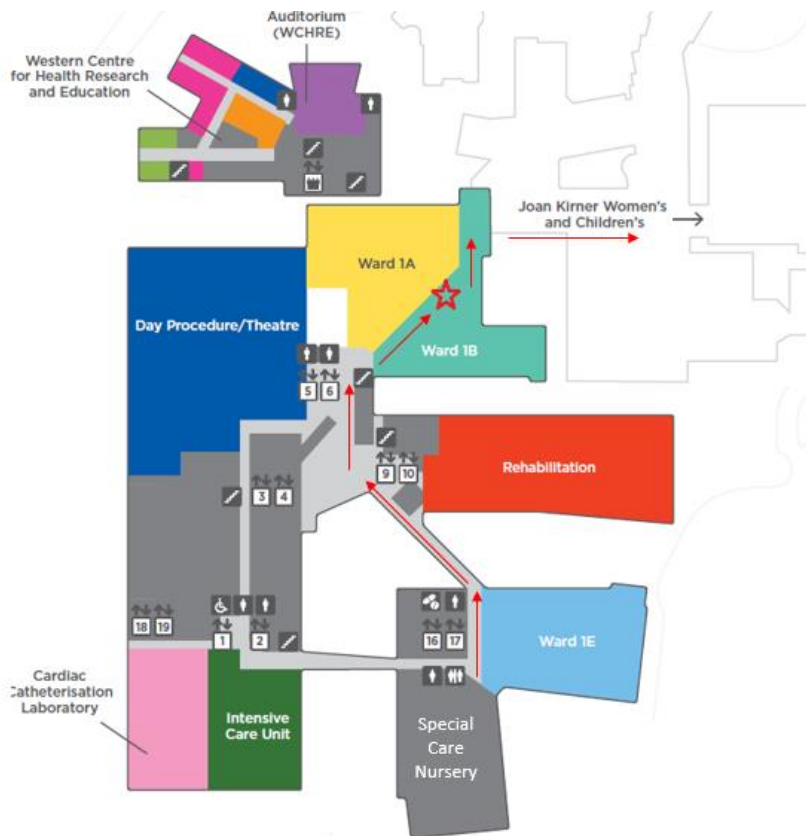 Auditorium
(WCHRE)
Western Centre
for Health Research
and Education
Joan Kirner Women's
and Children's
Ward 1A
Day Procedure/Theatre
Ward 1B
5 6
9 10
Rehabilitation
3 4
18 19
1 2
16 17
Ward 1E
Cardiac
Catheterisation
Laboratory
Intensive
Care Unit
Special
Care
Nursery